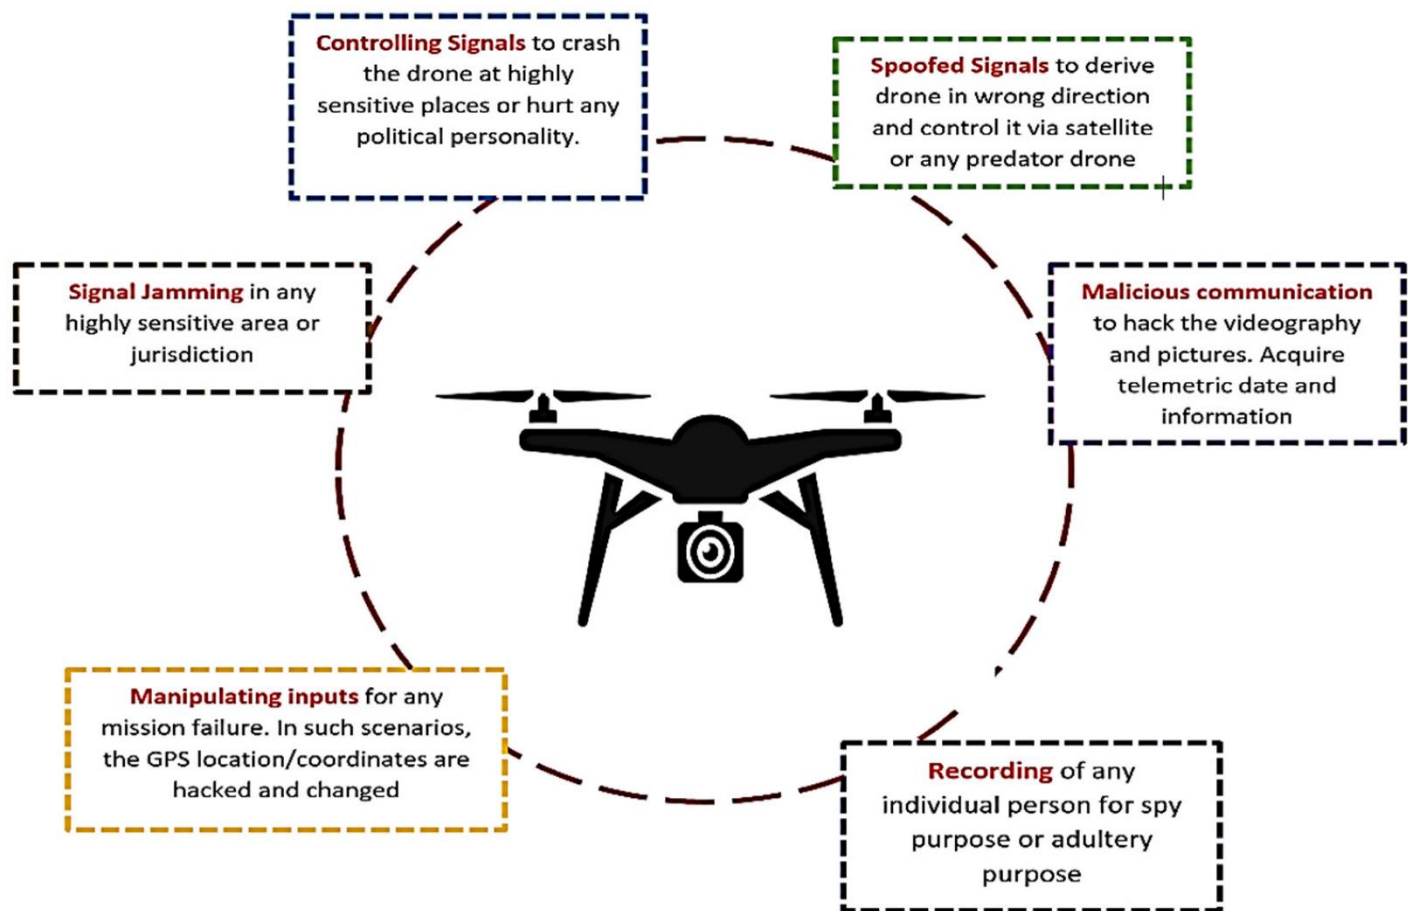 Controlling Signals to crash
the drone at highly
sensitive places or hurt any
political personality.
Spoofed Signals to derive
drone in wrong direction
and control it via satellite
or any predator drone
Signal Jamming in any
highly sensitive area or
jurisdiction
Malicious communication
to hack the videography
and pictures. Acquire
telemetric date and
information
Manipulating inputs for any
mission failure. In such scenarios,
the GPS location/coordinates are
hacked and changed
Recording of any
individual person for spy
purpose or adultery
purpose